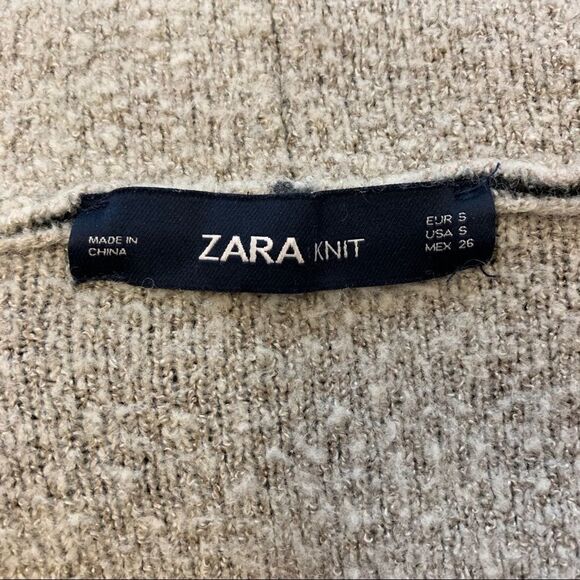 MADE IN
CHINA
ZARA KNIT
EUR S
USA S
MEX 26